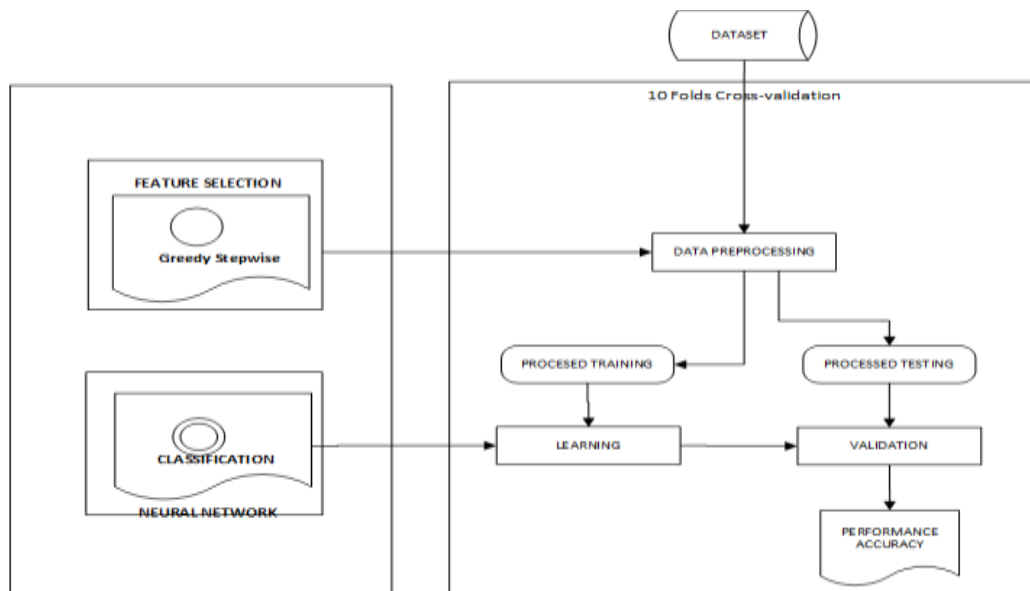 DATASET
10 Folds Cross-validation
FEATURE SELECTION
Greedy Stepwise
DATA PREPROCESSING
PROCESED TRAINING
PROCESSED TESTING
CLASSIFICATION
NEURAL NETWORK
LEARNING
VALIDATION
PERFORMANCE
ACCURACY